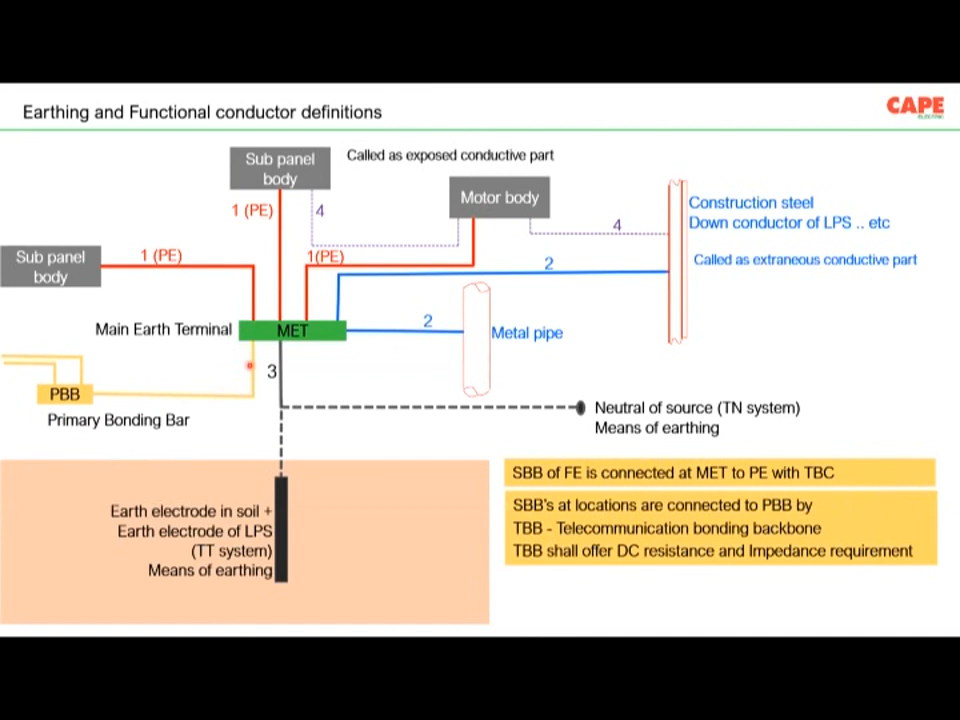 Earthing and Functional conductor definitions
CAPE
ELECTRIC
Sub panel
body
Called as exposed conductive part
1 (PE)
4
Motor body
4
Construction steel
Down conductor of LPS .. etc
Called as extraneous conductive part
Sub panel
body
1 (PE)
1(PE)
2
Main Earth Terminal
MET
2
Metal pipe
3
PBB
Primary Bonding Bar
Neutral of source (TN system)
Means of earthing
Earth electrode in soil +
Earth electrode of LPS
(TT system)
Means of earthing
SBB of FE is connected at MET to PE with TBC
SBB's at locations are connected to PBB by
TBB - Telecommunication bonding backbone
TBB shall offer DC resistance and Impedance requirement